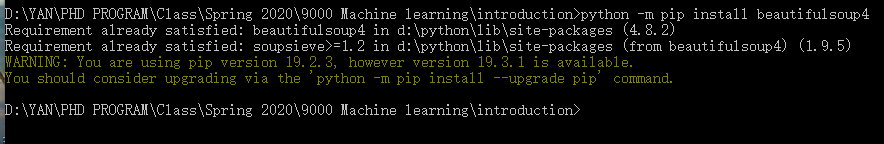 D:\YAN\PHD PROGRAM\Class\Spring 2020\9000 Machine learning\introduction>python -m pip install beautifulsoup4
Requirement already satisfied: beautifulsoup4 in d:\python\lib\site-packages (4.8.2)
Requirement already satisfied: soupsieve>=1.2 in d:\python\lib\site-packages (from beautifulsoup4) (1.9.5)
WARNING: You are using pip version 19.2.3, however version 19.3.1 is available.
You should consider upgrading via the 'python -m pip install --upgrade pip' command.
D:\YAN\PHD PROGRAM\Class\Spring 2020\9000 Machine learning\introduction>